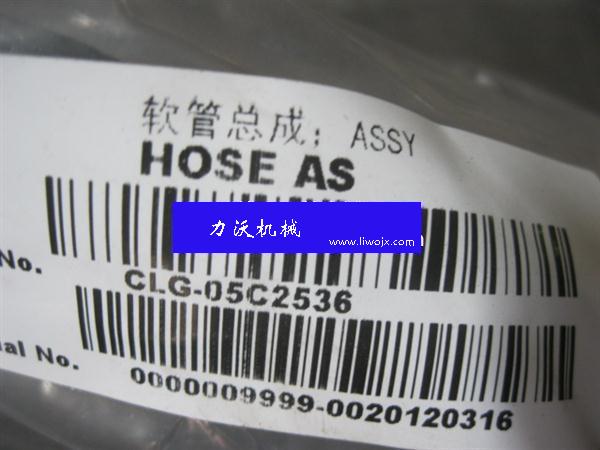 软管总成; ASSY
HOSE AS
力沃机械
www.liwojx.com
No.
CLG-05C2536
ial No.
0000009999-0020120316